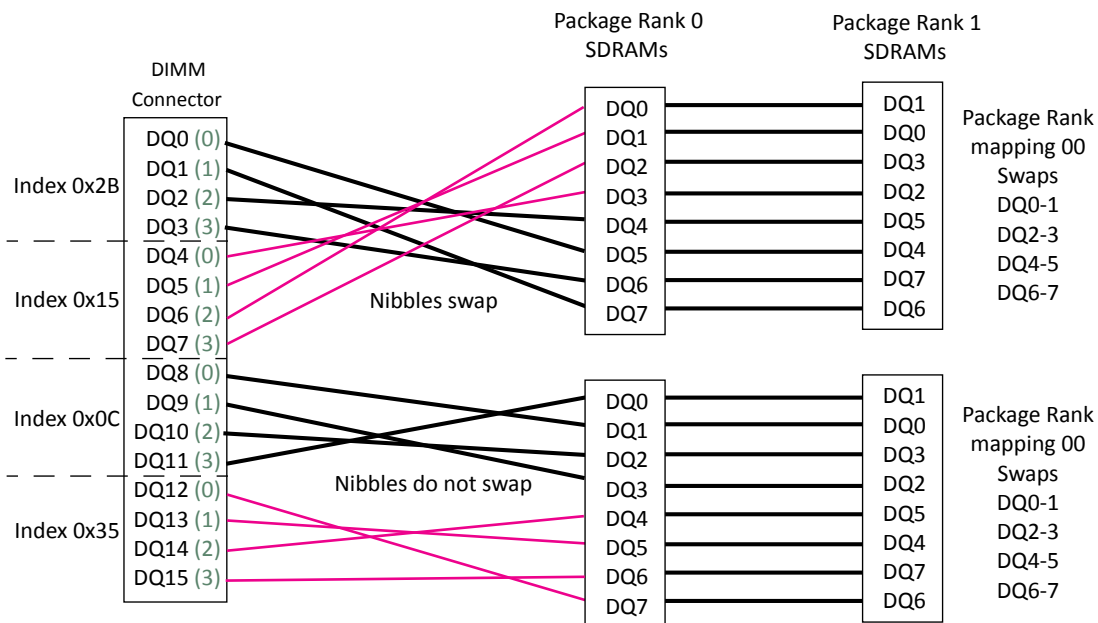 Package Rank 0
SDRAMs
Package Rank 1
SDRAMs
DIMM
Connector
Index 0x2B
Index 0x15
Index 0x0C
Index 0x35
DQ0 (0)
DQ1 (1)
DQ2 (2)
DQ3 (3)
DQ4 (0)
DQ5 (1)
DQ6 (2)
DQ7 (3)
DQ8 (0)
DQ9 (1)
DQ10 (2)
DQ11 (3)
DQ12 (0)
DQ13 (1)
DQ14 (2)
DQ15 (3)
Nibbles swap
Nibbles do not swap
DQ0
DQ1
DQ2
DQ3
DQ4
DQ5
DQ6
DQ7
DQ1
DQ0
DQ3
DQ2
DQ5
DQ4
DQ7
DQ6
Package Rank
mapping 00
Swaps
DQ0-1
DQ2-3
DQ4-5
DQ6-7
DQ0
DQ1
DQ2
DQ3
DQ4
DQ5
DQ6
DQ7
DQ1
DQ0
DQ3
DQ2
DQ5
DQ4
DQ7
DQ6
Package Rank
mapping 00
Swaps
DQ0-1
DQ2-3
DQ4-5
DQ6-7